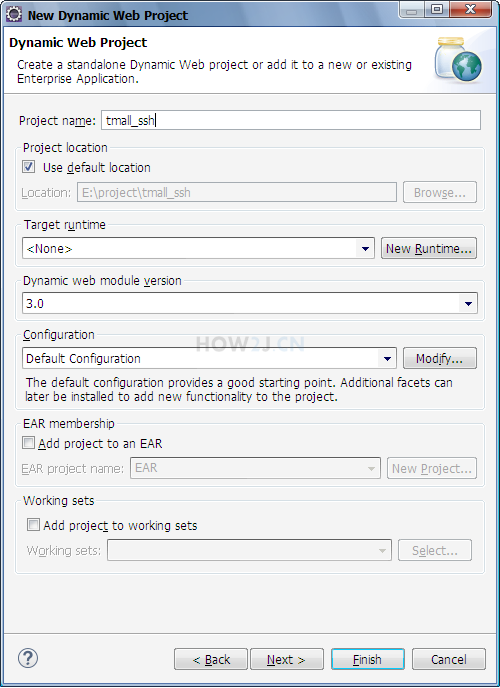 New Dynamic Web Project
Dynamic Web Project
Create a standalone Dynamic Web project or add it to a new or existing
Enterprise Application.
Project name: tmall_ssh
Project location
Use default location
Location: E:\project\tmall_ssh Browse...
Target runtime
<None> New Runtime...
Dynamic web module version
3.0
Configuration
HOW2J.CN
Default Configuration Modify...
The default configuration provides a good starting point. Additional facets can
later be installed to add new functionality to the project.
EAR membership
Add project to an EAR
EAR project name: EAR New Project...
Working sets
Add project to working sets
Working sets: Select...
? < Back Next > Finish Cancel